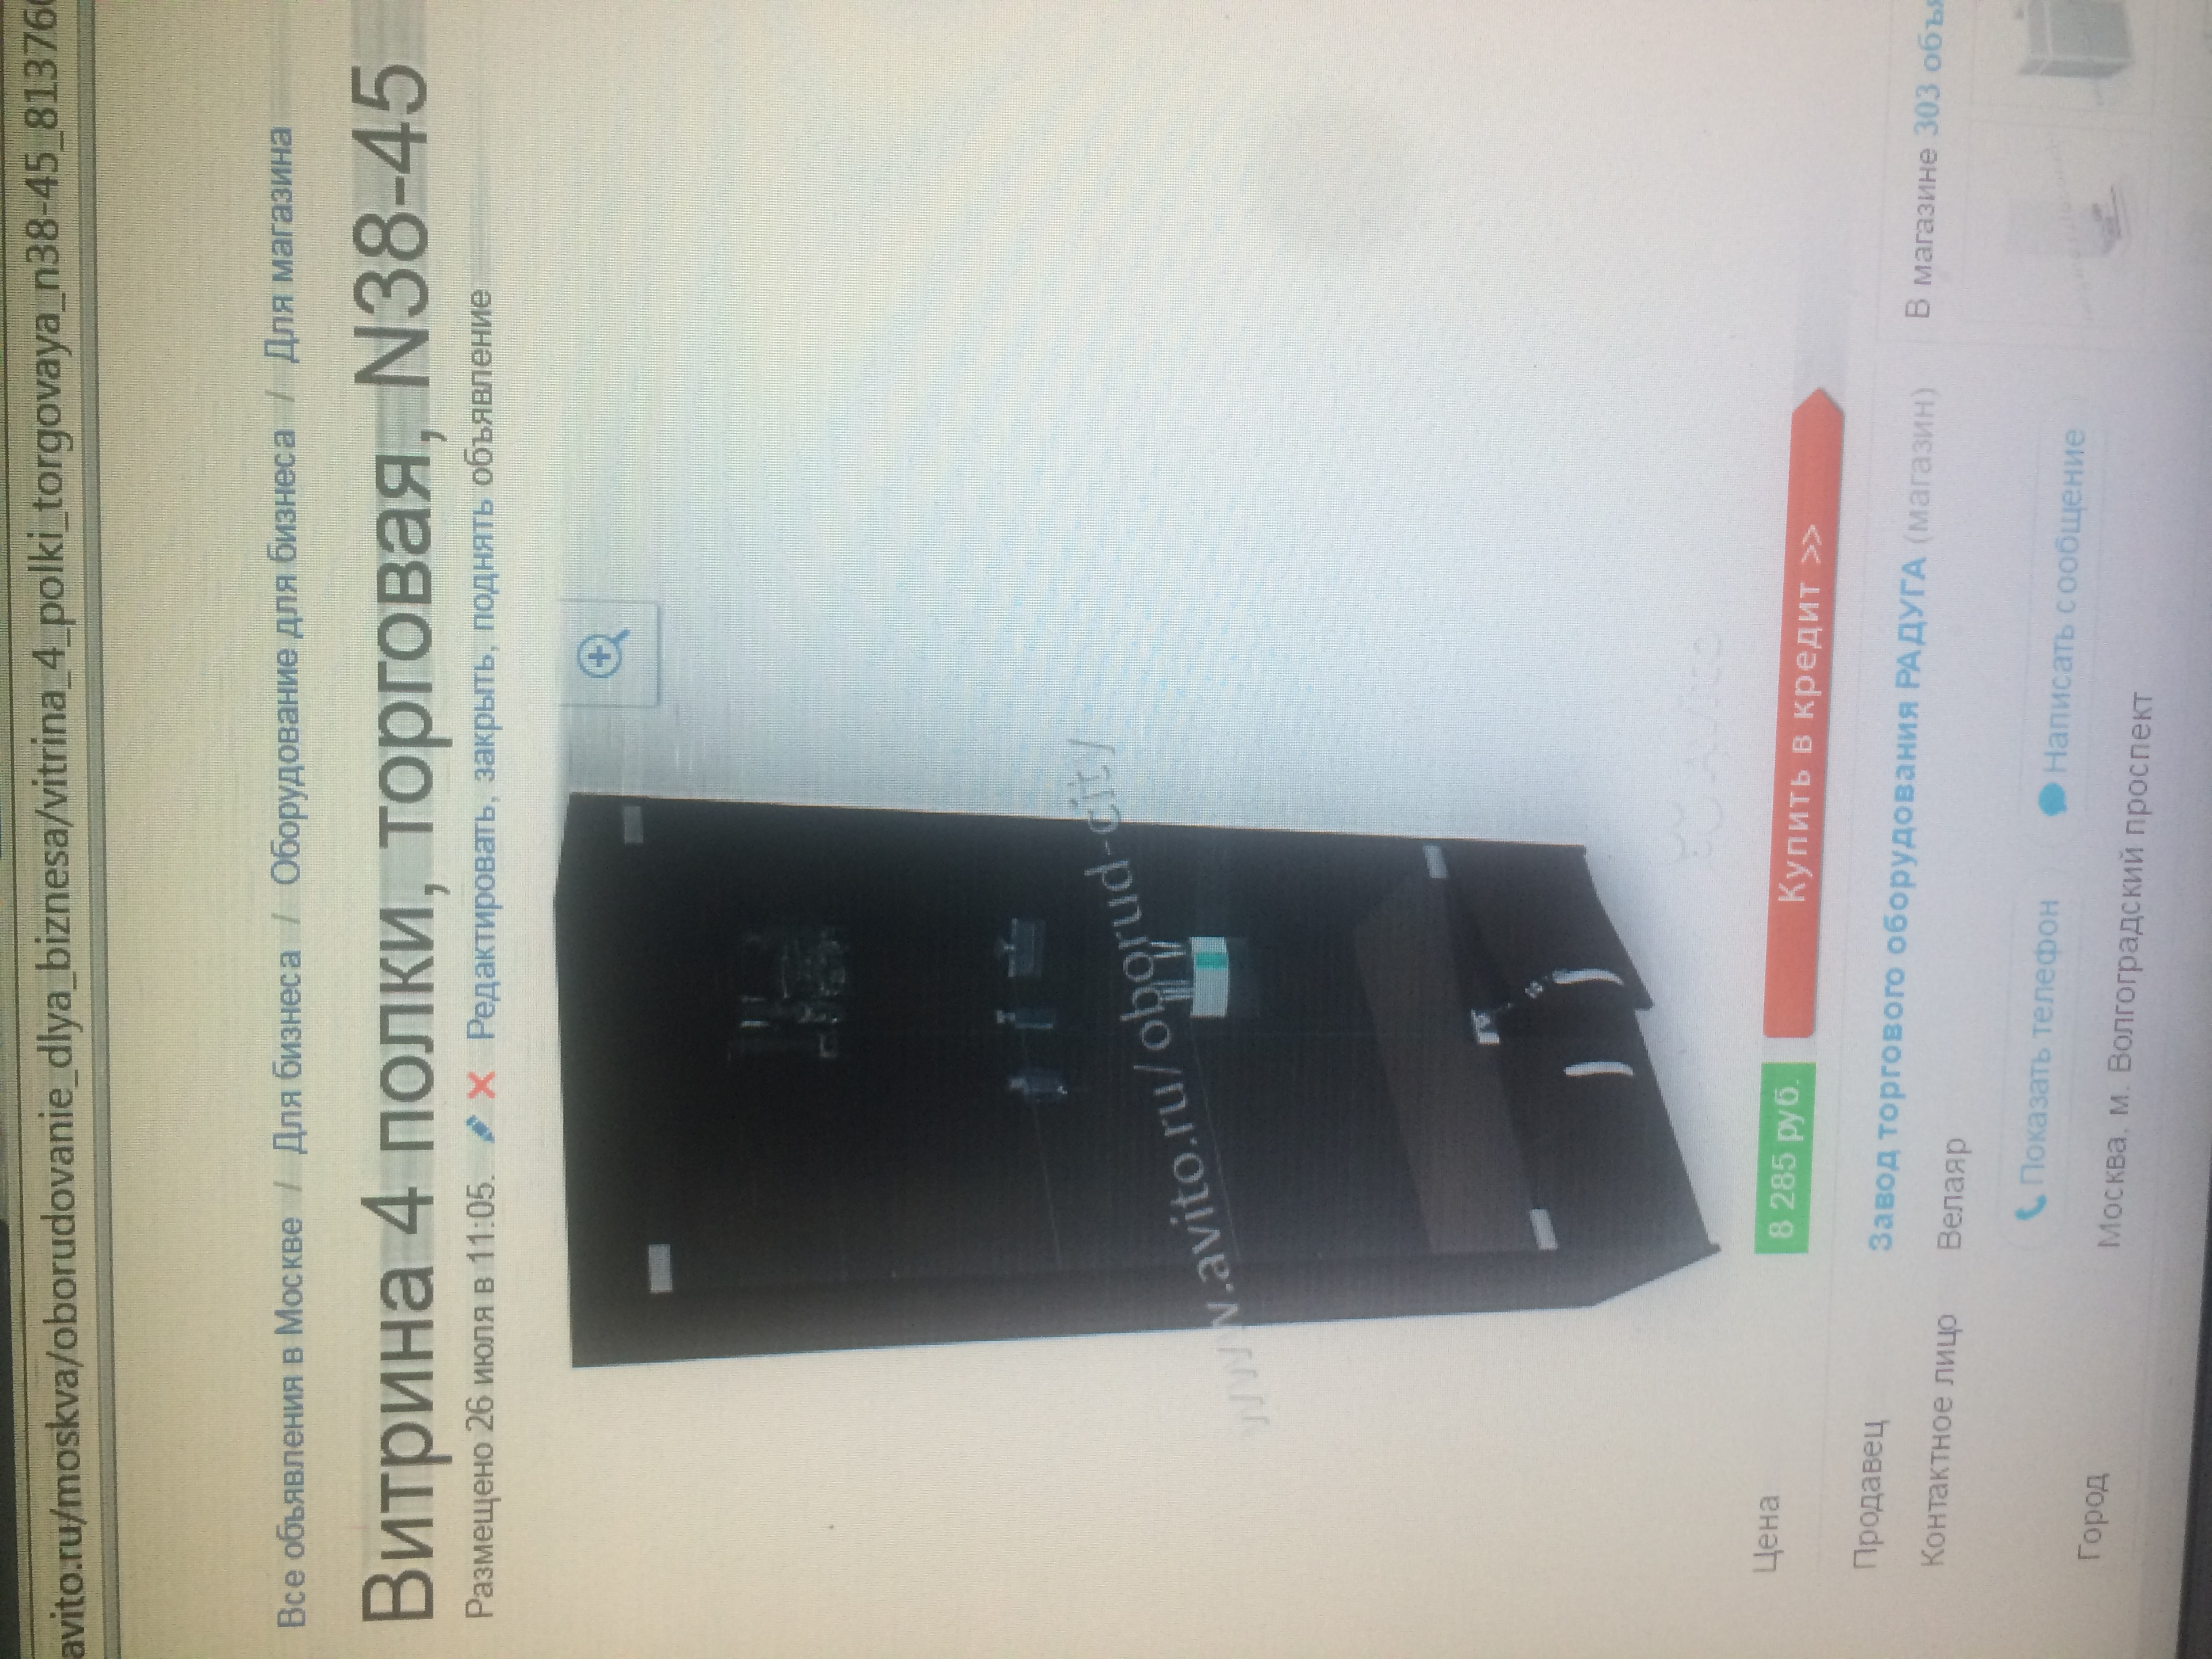 avito.ru/moskva/oborudovanie_dlya_biznesa/vitrina_4_polki_torgovaya_n38-45_81376
Все объявления в Москве / Для бизнеса / Оборудование для бизнеса / Для магазина
Витрина 4 полки, торговая, N38-45
Размещено 26 июля в 11:05. Редактировать, закрыть, поднять объявление
www.avito.ru/oborud-city
Avito
Цена 8 285 руб. Купить в кредит >>
Продавец Завод торгового оборудования РАДУГА (магазин) В магазине 303 объя
Контактное лицо Велаяр
Показать телефон Написать сообщение
Город Москва, м. Волгоградский проспект